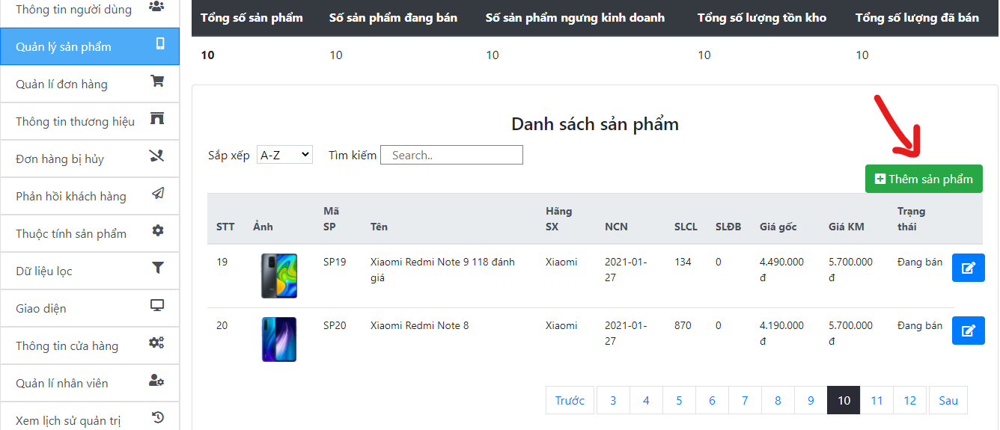 Thông tin người dùng
Quản lý sản phẩm
Quản lí đơn hàng
Thông tin thương hiệu
Đơn hàng bị hủy
Phản hồi khách hàng
Thuộc tính sản phẩm
Dữ liệu lọc
Giao diện
Thông tin cửa hàng
Quản lí nhân viên
Xem lịch sử quản trị
Tổng số sản phẩm Số sản phẩm đang bán Số sản phẩm ngưng kinh doanh Tổng số lượng tồn kho Tổng số lượng đã bán
10 10 10 10 10
Danh sách sản phẩm
Sắp xếp A-Z Tìm kiếm Search..
Thêm sản phẩm
Mã Hãng Trạng
STT Ảnh SP Tên SX NCN SLCL SLĐB Giá gốc Giá KM thái
19 SP19 Xiaomi Redmi Note 9 118 đánh Xiaomi 2021-01- 134 0 4.490.000 5.700.000 Đang bán
giá 27 đ đ
20 SP20 Xiaomi Redmi Note 8 Xiaomi 2021-01- 870 0 4.190.000 5.700.000 Đang bán
27 đ đ
Trước 3 4 5 6 7 8 9 10 11 12 Sau